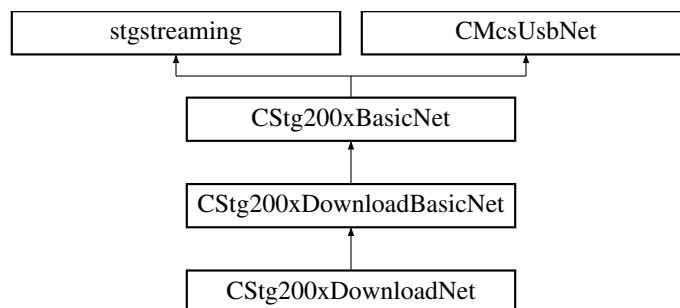 stgstreaming
CMcsUsbNet
CStg200xBasicNet
CStg200xDownloadBasicNet
CStg200xDownloadNet